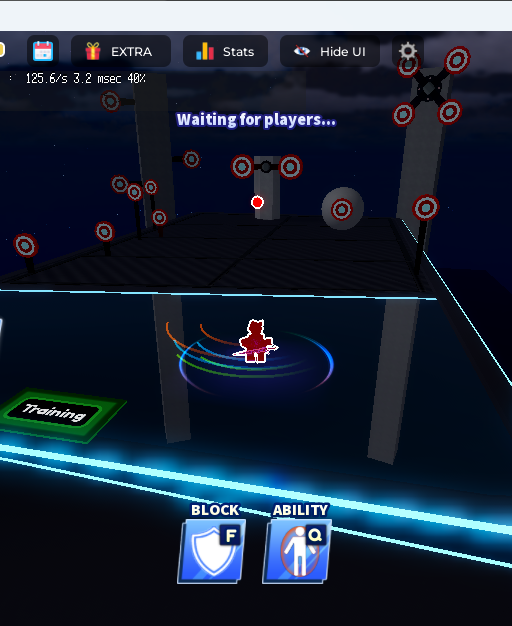 EXTRA
Stats
Hide UI
: 125.6/s 3.2 msec 40%
Waiting for players...
Training
BLOCK
ABILITY
F
Q